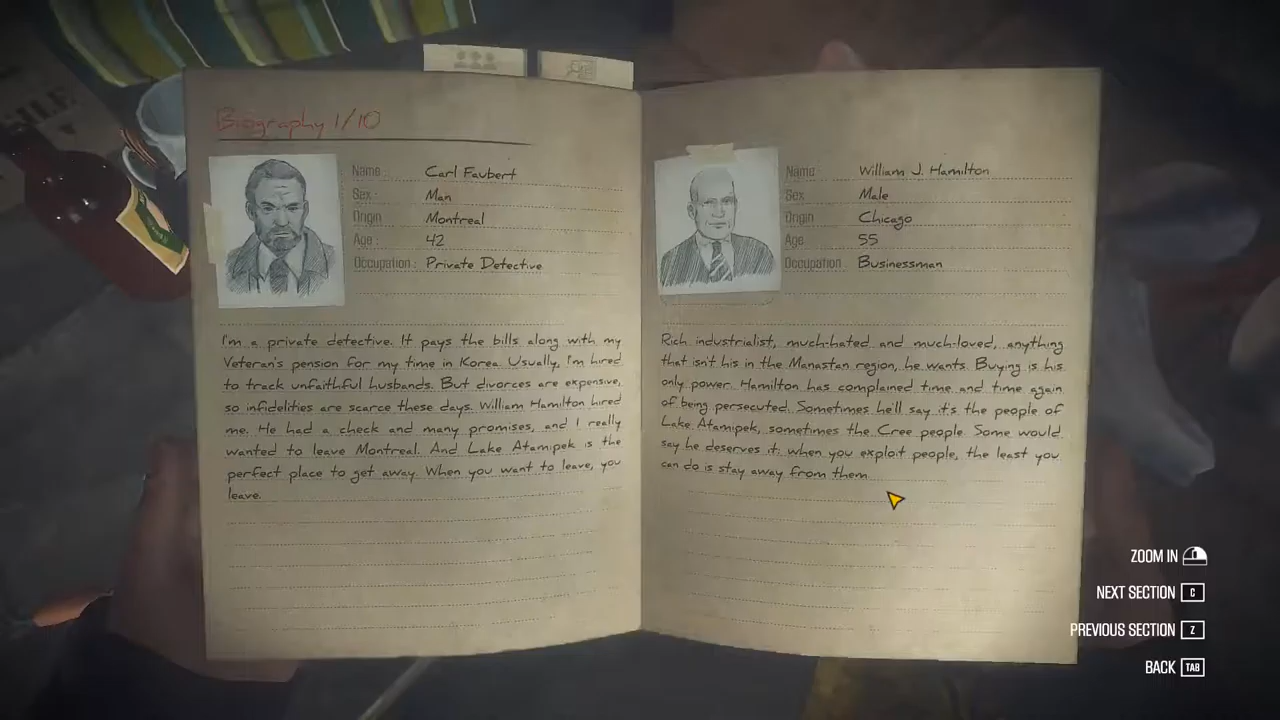 Biography 1/10
Name : Carl Faubert
Sex : Man
Origin Montreal
Age : 42
Occupation : Private Detective
I'm a private detective. It pays the bills along with my
Veteran's pension for my time in Korea. Usually, I'm hired
to track unfaithful husbands. But divorces are expensive,
so infidelities are scarce these days. William Hamilton hired
me. He had a check and many promises, and I really
wanted to leave Montreal. And Lake Atamipek is the
perfect place to get away. When you want to leave, you
leave.
Name : William J. Hamilton
Sex Male
Origin Chicago
Age 55
Occupation Businessman
Rich industrialist, much-hated and much-loved, anything
that isn't his in the Manastan region, he wants. Buying is his
only power. Hamilton has complained time and time again
of being persecuted. Sometimes he'll say it's the people of
Lake Atamipek, sometimes the Cree people. Some would
say he deserves it: when you exploit people, the least you
can do is stay away from them.
ZOOM IN
NEXT SECTION C
PREVIOUS SECTION Z
BACK TAB